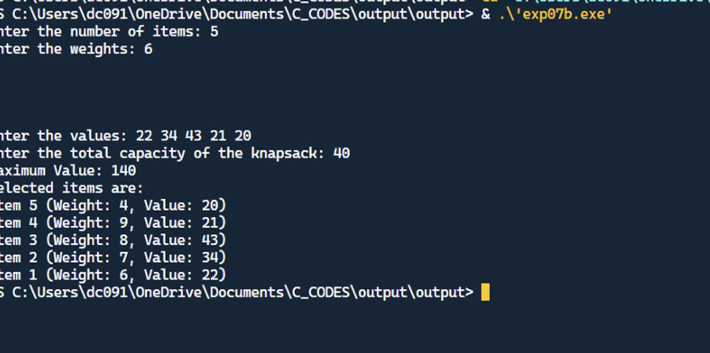 S C:\Users\dc091\OneDrive\Documents\C_CODES\output\output> & .\'exp07b.exe'
nter the number of items: 5
nter the weights: 6
nter the values: 22 34 43 21 20
nter the total capacity of the knapsack: 40
aximum Value: 140
elected items are:
tem 5 (Weight: 4, Value: 20)
tem 4 (Weight: 9, Value: 21)
tem 3 (Weight: 8, Value: 43)
tem 2 (Weight: 7, Value: 34)
tem 1 (Weight: 6, Value: 22)
S C:\Users\dc091\OneDrive\Documents\C_CODES\output\output>